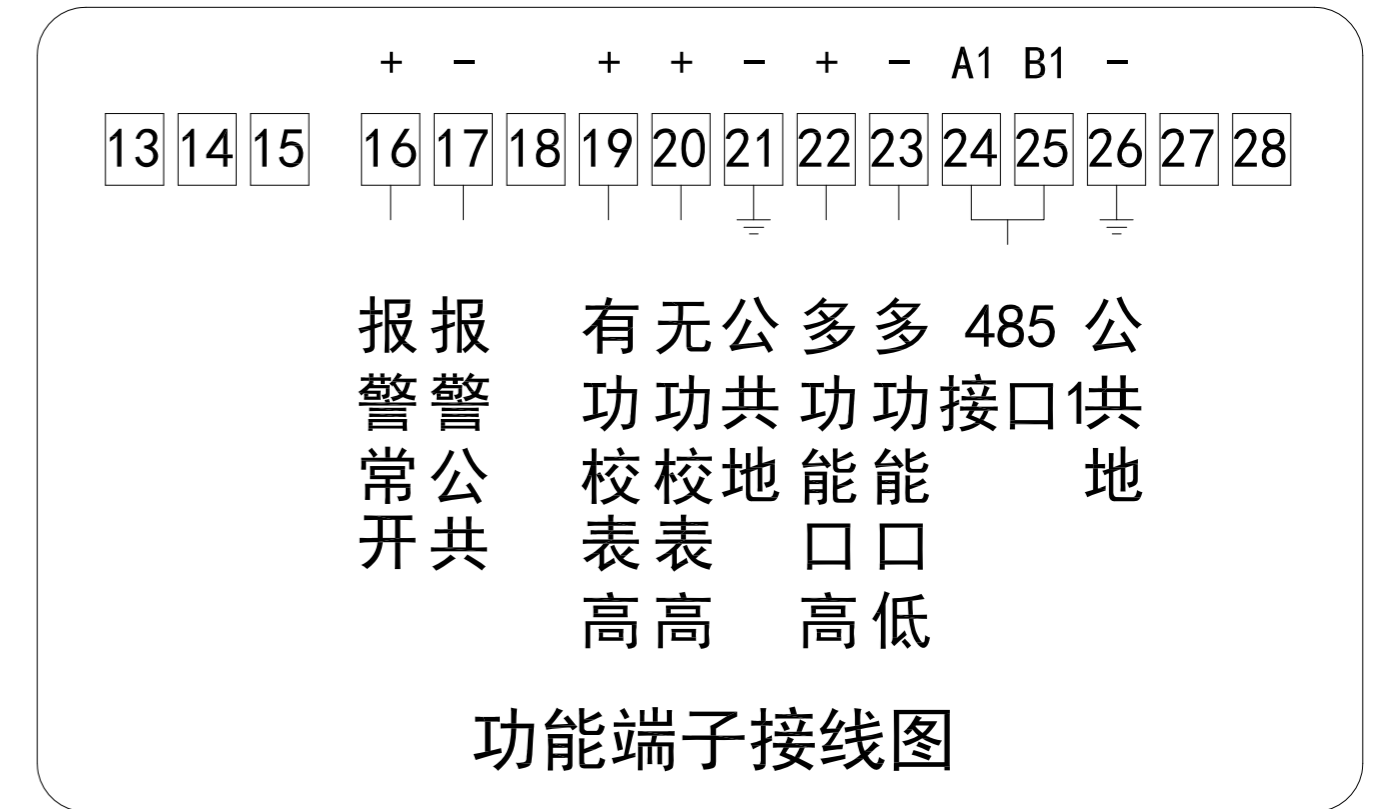 + − + + − + − A1 B1 −
13 14 15 16 17 18 19 20 21 22 23 24 25 26 27 28
报警常开
报警公共
有功校表高
无功校表高
公共地
多功能口高
多功能口低
485
接口1
公共地
功能端子接线图